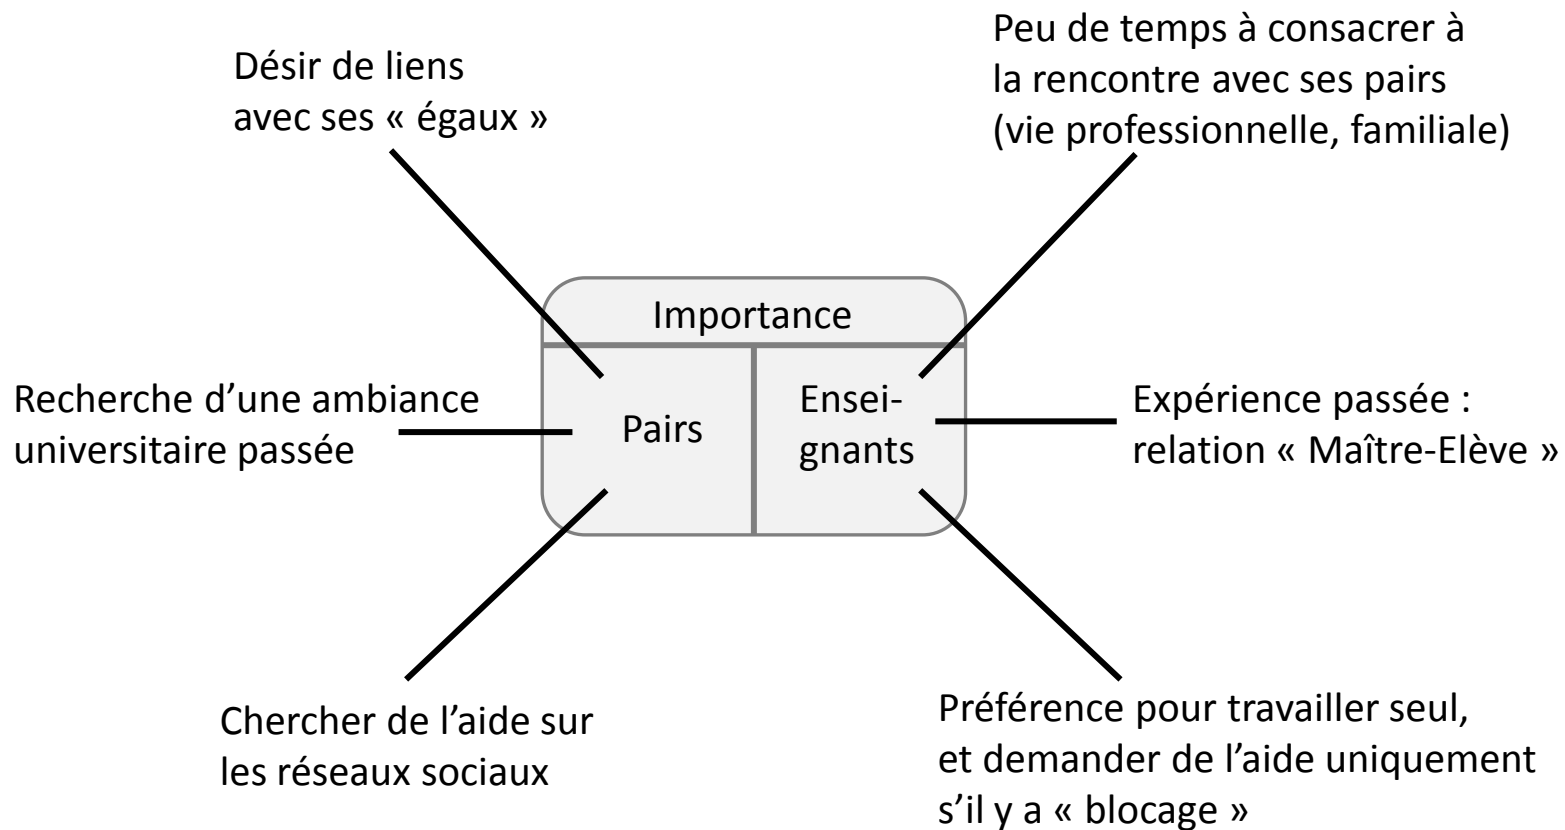 Désir de liens
avec ses « égaux »
Peu de temps à consacrer à
la rencontre avec ses pairs
(vie professionnelle, familiale)
Importance
Recherche d’une ambiance
universitaire passée
Pairs
Ensei-
gnants
Expérience passée :
relation « Maître-Elève »
Chercher de l’aide sur
les réseaux sociaux
Préférence pour travailler seul,
et demander de l’aide uniquement
s’il y a « blocage »